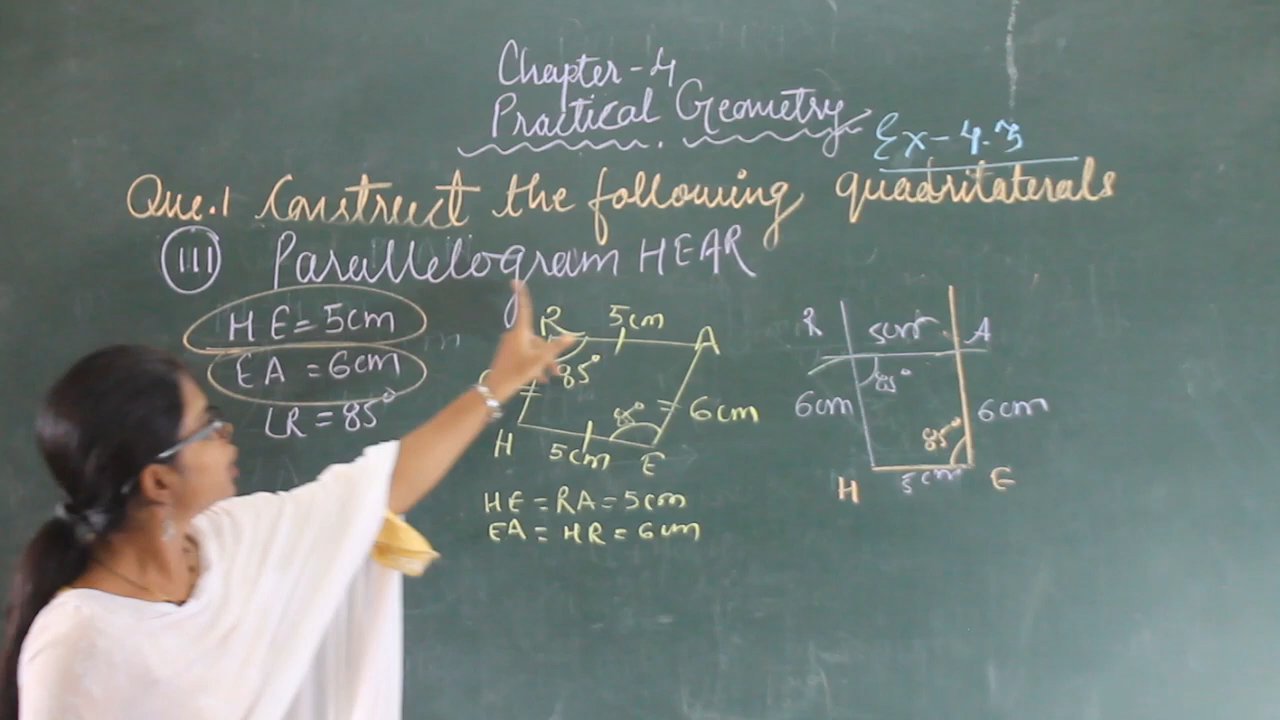 Chapter-4
Practical Geometry
Ex-4.3
Que.1 Construct the following quadrilaterals
(III) Parallelogram HEAR
HE=5cm
EA=6cm
∠R=85°
R 5cm A
85°
85° 6cm
H 5cm E
HE=RA=5cm
EA=HR=6cm
R 5cm A
85°
6cm 6cm
85°
H 5cm E